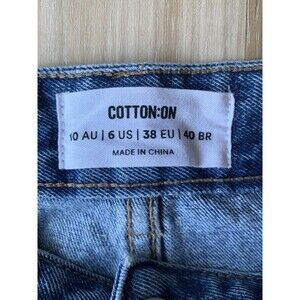 COTTON:ON
10 AU | 6 US | 38 EU | 40 BR
MADE IN CHINA